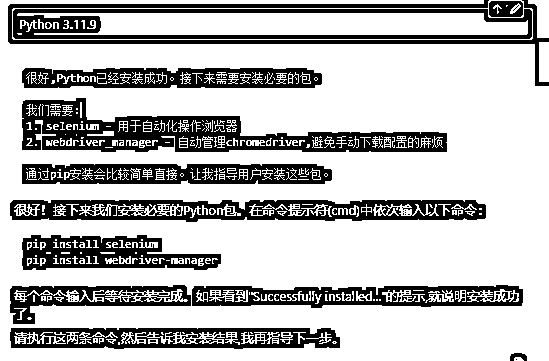 Python 3.11.9
很好,Python已经安装成功。接下来需要安装必要的包。
我们需要:
1. selenium - 用于自动化操作浏览器
2. webdriver_manager - 自动管理chromedriver,避免手动下载配置的麻烦
通过pip安装会比较简单直接。让我指导用户安装这些包。
很好！接下来我们安装必要的Python包。在命令提示符(cmd)中依次输入以下命令：
pip install selenium
pip install webdriver-manager
每个命令输入后等待安装完成。如果看到"Successfully installed..."的提示,就说明安装成功
了。
请执行这两条命令,然后告诉我安装结果,我再指导下一步。